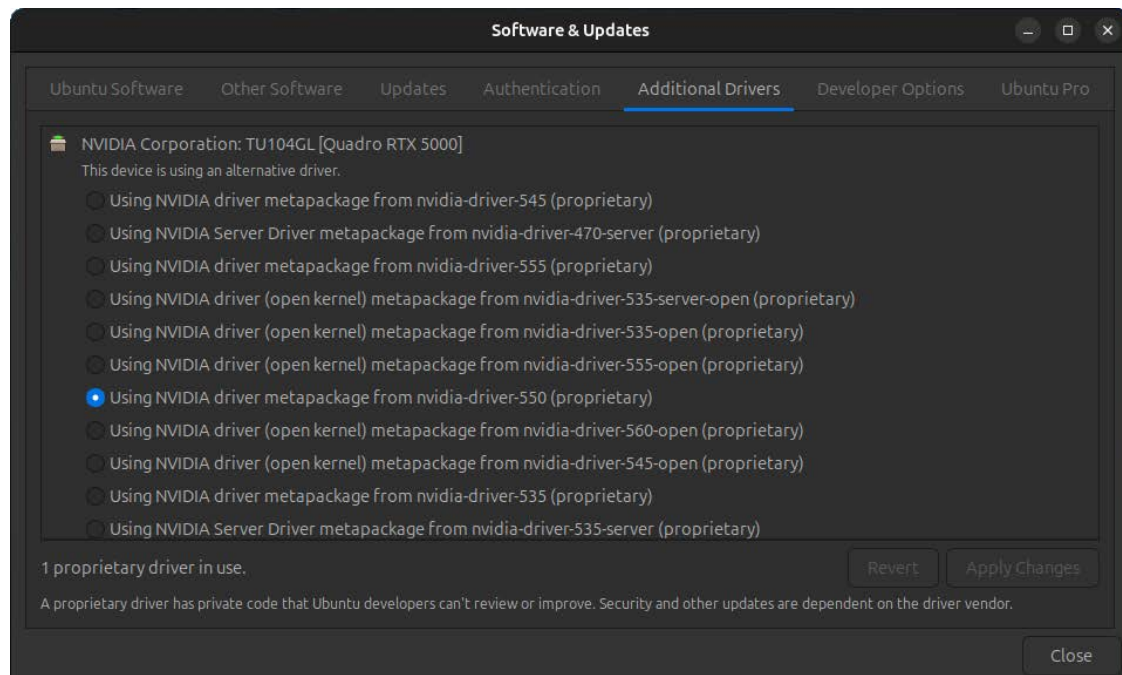 Software & Updates
Ubuntu Software Other Software Updates Authentication Additional Drivers Developer Options Ubuntu Pro
NVIDIA Corporation: TU104GL [Quadro RTX 5000]
This device is using an alternative driver.
Using NVIDIA driver metapackage from nvidia-driver-545 (proprietary)
Using NVIDIA Server Driver metapackage from nvidia-driver-470-server (proprietary)
Using NVIDIA driver metapackage from nvidia-driver-555 (proprietary)
Using NVIDIA driver (open kernel) metapackage from nvidia-driver-535-server-open (proprietary)
Using NVIDIA driver (open kernel) metapackage from nvidia-driver-535-open (proprietary)
Using NVIDIA driver (open kernel) metapackage from nvidia-driver-555-open (proprietary)
Using NVIDIA driver metapackage from nvidia-driver-550 (proprietary)
Using NVIDIA driver (open kernel) metapackage from nvidia-driver-560-open (proprietary)
Using NVIDIA driver (open kernel) metapackage from nvidia-driver-545-open (proprietary)
Using NVIDIA driver metapackage from nvidia-driver-535 (proprietary)
Using NVIDIA Server Driver metapackage from nvidia-driver-535-server (proprietary)
1 proprietary driver in use. Revert Apply Changes
A proprietary driver has private code that Ubuntu developers can't review or improve. Security and other updates are dependent on the driver vendor.
Close